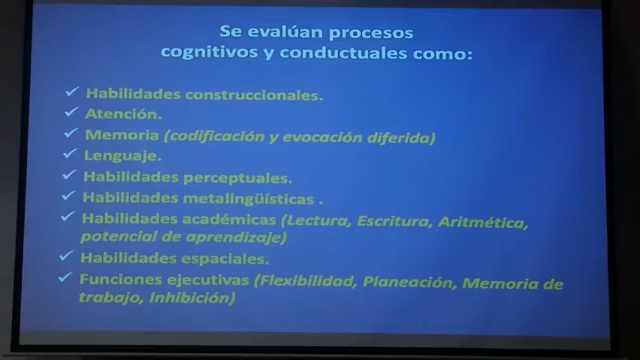 Se evalúan procesos
cognitivos y conductuales como:
✓ Habilidades construccionales.
✓ Atención.
✓ Memoria (codificación y evocación diferida)
✓ Lenguaje.
✓ Habilidades perceptuales.
✓ Habilidades metalingüísticas .
✓ Habilidades académicas (Lectura, Escritura, Aritmética,
potencial de aprendizaje)
✓ Habilidades espaciales.
✓ Funciones ejecutivas (Flexibilidad, Planeación, Memoria de
trabajo, Inhibición)